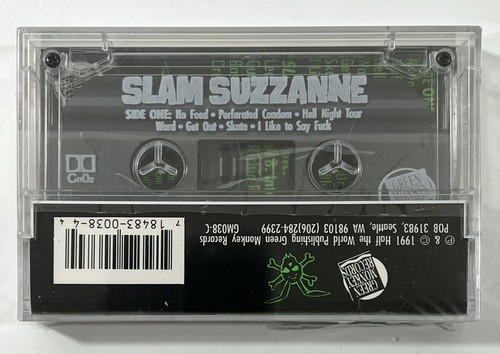 SLAM SUZZANNE
SIDE ONE: No Food • Perforated Condom • Hell Night Tour
Ward • Get Out • Skate • I Like to Say Fuck
CrO2
GREEN
MONKEY
RECORDS
℗ & © 1991 Half the World Publishing Green Monkey Records
POB 31983, Seattle, WA 98103 (206)284-2399
GM038-C
7 18483-0038-4 4